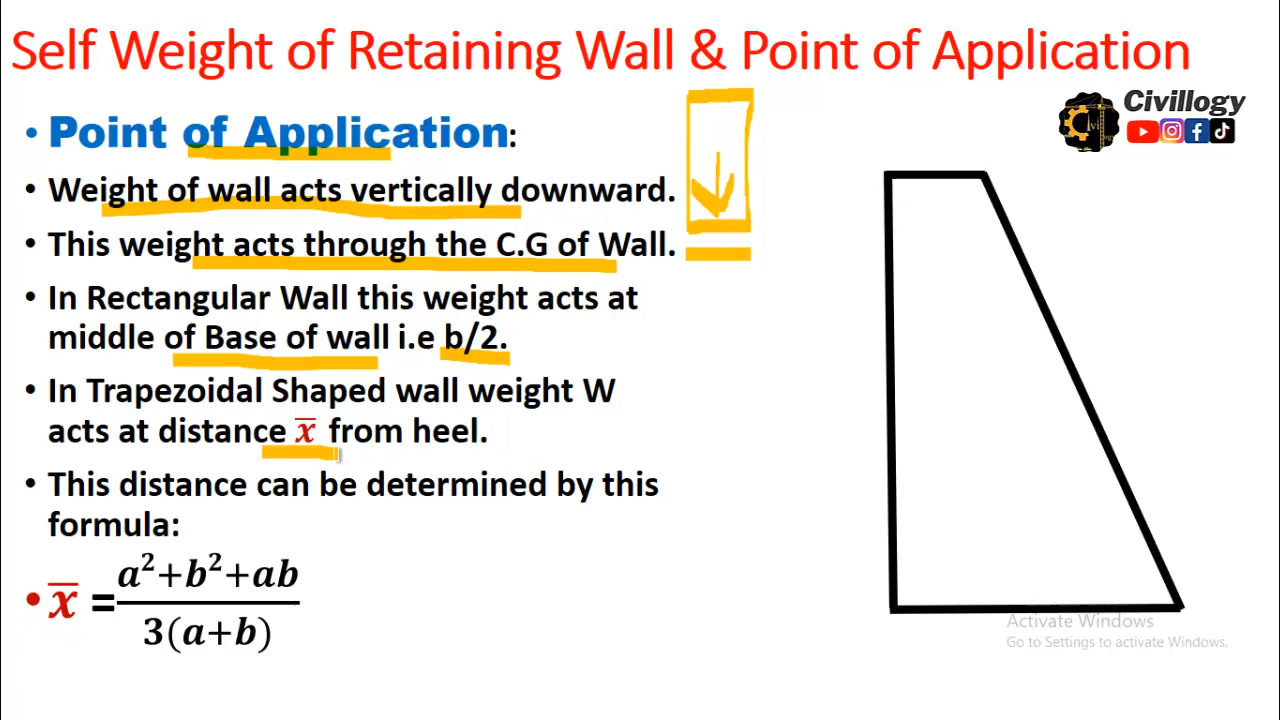 Self Weight of Retaining Wall & Point of Application
Civillogy
• Point of Application:
• Weight of wall acts vertically downward.
• This weight acts through the C.G of Wall.
• In Rectangular Wall this weight acts at
middle of Base of wall i.e b/2.
• In Trapezoidal Shaped wall weight W
acts at distance x̅ from heel.
• This distance can be determined by this
formula:
• x̅ = a²+b²+ab
3(a+b)
Activate Windows
Go to Settings to activate Windows.